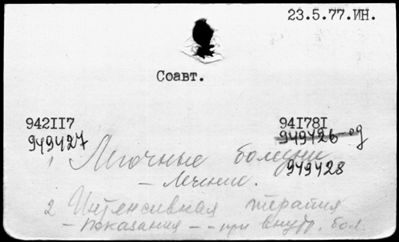 23.5.77.ИН.
Соавт.
942II7 94I78I
949427 949426-од
1 Легочные болезни
949428
- Лечение.
2 Интенсивная терапия
- показания - - при внутр. бол.